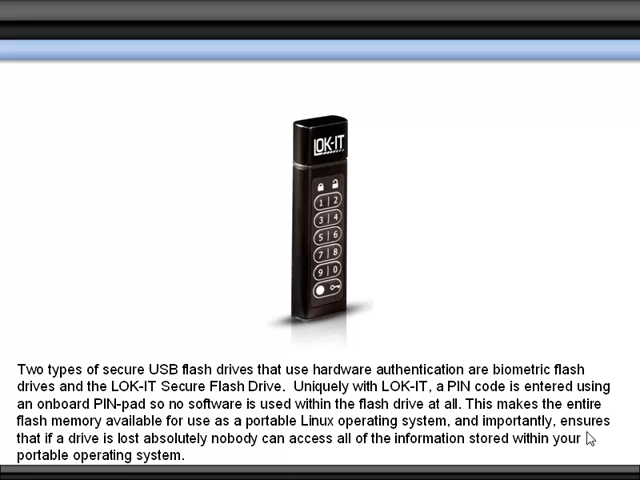 LOK-IT
1 2
3 4
5 6
7 8
9 0
Two types of secure USB flash drives that use hardware authentication are biometric flash
drives and the LOK-IT Secure Flash Drive.  Uniquely with LOK-IT, a PIN code is entered using
an onboard PIN-pad so no software is used within the flash drive at all. This makes the entire
flash memory available for use as a portable Linux operating system, and importantly, ensures
that if a drive is lost absolutely nobody can access all of the information stored within your
portable operating system.